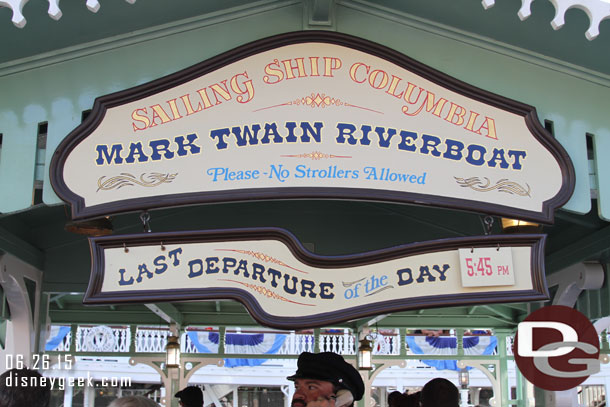 SAILING SHIP COLUMBIA
MARK TWAIN RIVERBOAT
Please - No Strollers Allowed
LAST DEPARTURE of the DAY
5:45 PM
06·26·15
www.disneygeek.com
DG